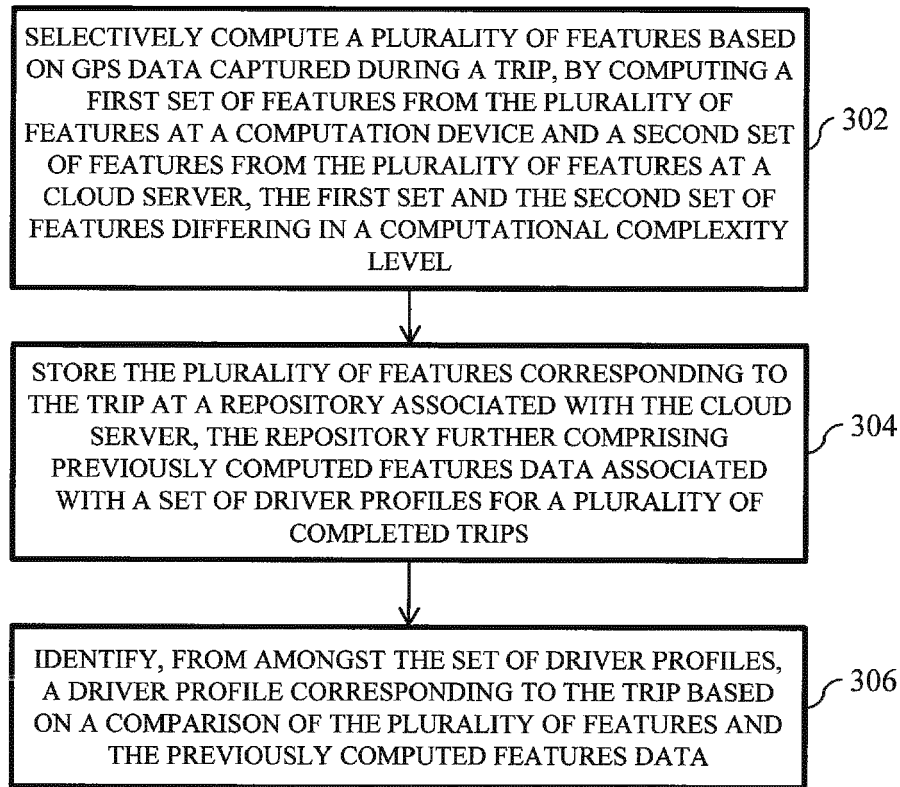 SELECTIVELY COMPUTE A PLURALITY OF FEATURES BASED
ON GPS DATA CAPTURED DURING A TRIP, BY COMPUTING A
FIRST SET OF FEATURES FROM THE PLURALITY OF
FEATURES AT A COMPUTATION DEVICE AND A SECOND SET
OF FEATURES FROM THE PLURALITY OF FEATURES AT A
CLOUD SERVER, THE FIRST SET AND THE SECOND SET OF
FEATURES DIFFERING IN A COMPUTATIONAL COMPLEXITY
LEVEL
302
STORE THE PLURALITY OF FEATURES CORRESPONDING TO
THE TRIP AT A REPOSITORY ASSOCIATED WITH THE CLOUD
SERVER, THE REPOSITORY FURTHER COMPRISING
PREVIOUSLY COMPUTED FEATURES DATA ASSOCIATED
WITH A SET OF DRIVER PROFILES FOR A PLURALITY OF
COMPLETED TRIPS
304
IDENTIFY, FROM AMONGST THE SET OF DRIVER PROFILES,
A DRIVER PROFILE CORRESPONDING TO THE TRIP BASED
ON A COMPARISON OF THE PLURALITY OF FEATURES AND
THE PREVIOUSLY COMPUTED FEATURES DATA
306